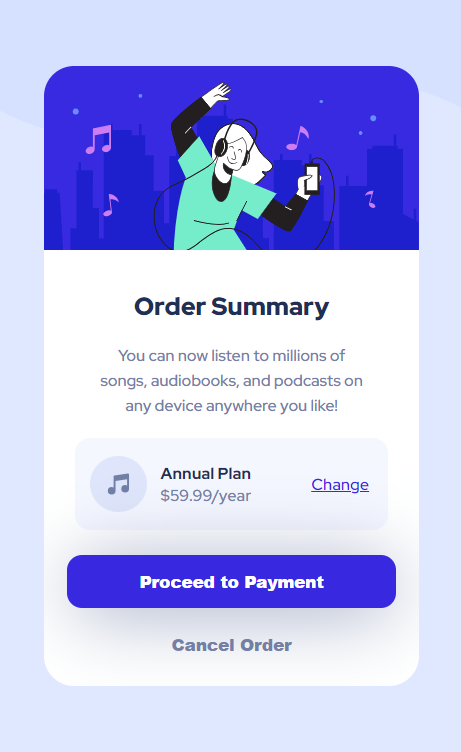 Order Summary
You can now listen to millions of
songs, audiobooks, and podcasts on
any device anywhere you like!
Annual Plan
$59.99/year
Change
Proceed to Payment
Cancel Order